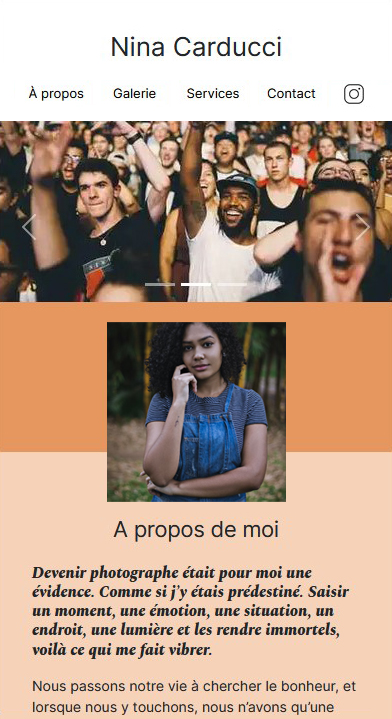 Nina Carducci
À propos Galerie Services Contact
A propos de moi
Devenir photographe était pour moi une
évidence. Comme si j'y étais prédestiné. Saisir
un moment, une émotion, une situation, un
endroit, une lumière et les rendre immortels,
voilà ce qui me fait vibrer.
Nous passons notre vie à chercher le bonheur, et
lorsque nous y touchons, nous n'avons qu'une